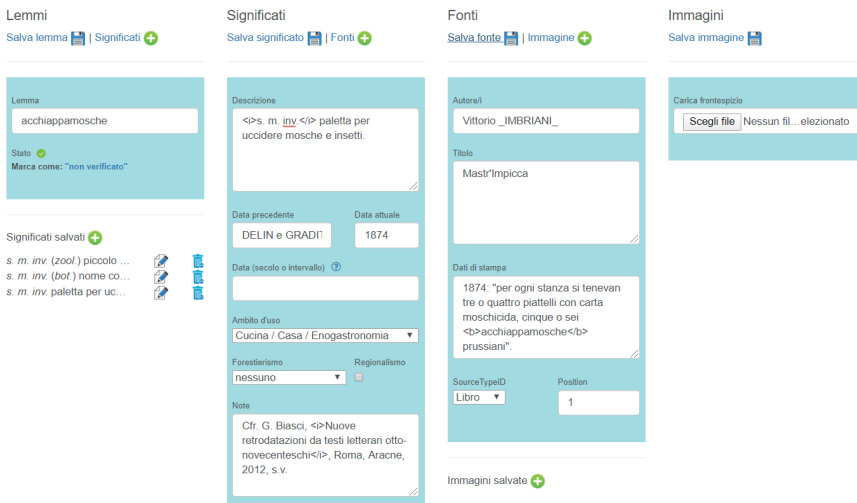 Lemmi
Salva lemma | Significati
Lemma
acchiappamosche
Stato
Marca come: "non verificato"
Significati salvati
s. m. inv. (zool.) piccolo ...
s. m. inv. (bot.) nome co...
s. m. inv. paletta per uc...
Significati
Salva significato | Fonti
Descrizione
<i>s. m. inv.</i> paletta per
uccidere mosche e insetti.
Data precedente
Data attuale
DELIN e GRADIT
1874
Data (secolo o intervallo)
Ambito d'uso
Cucina / Casa / Enogastronomia
Forestierismo
Regionalismo
nessuno
Note
Cfr. G. Biasci, <i>Nuove
retrodatazioni da testi letterari otto-
novecenteschi</i>, Roma, Aracne,
2012, s.v.
Fonti
Salva fonte | Immagine
Autore/i
Vittorio _IMBRIANI_
Titolo
Mastr'Impicca
Dati di stampa
1874: "per ogni stanza si tenevan
tre o quattro piattelli con carta
moschicida, cinque o sei
<b>acchiappamosche</b>
prussiani".
SourceTypeID
Position
Libro
1
Immagini salvate
Immagini
Salva immagine
Carica frontespizio
Scegli file Nessun fil...elezionato